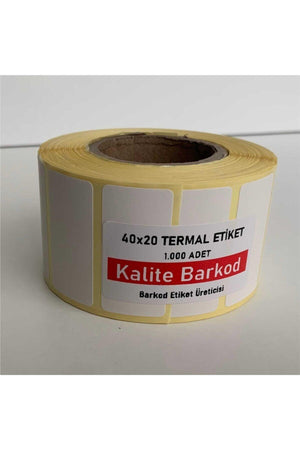 40x20 TERMAL ETİKET
1.000 ADET
Kalite Barkod
Barkod Etiket Üreticisi